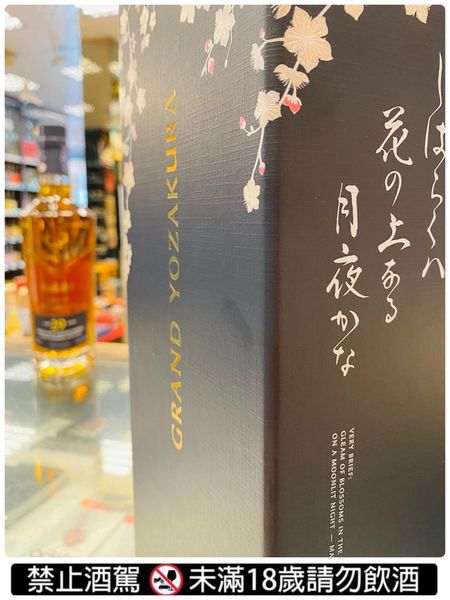 GRAND YOZAKURA
しはらくは
花の上なる
月夜かな
VERY BRIEF:
GLEAM OF BLOSSOMS IN THE
ON A MOONLIT NIGHT — MA
禁止酒駕
未滿18歲請勿飲酒